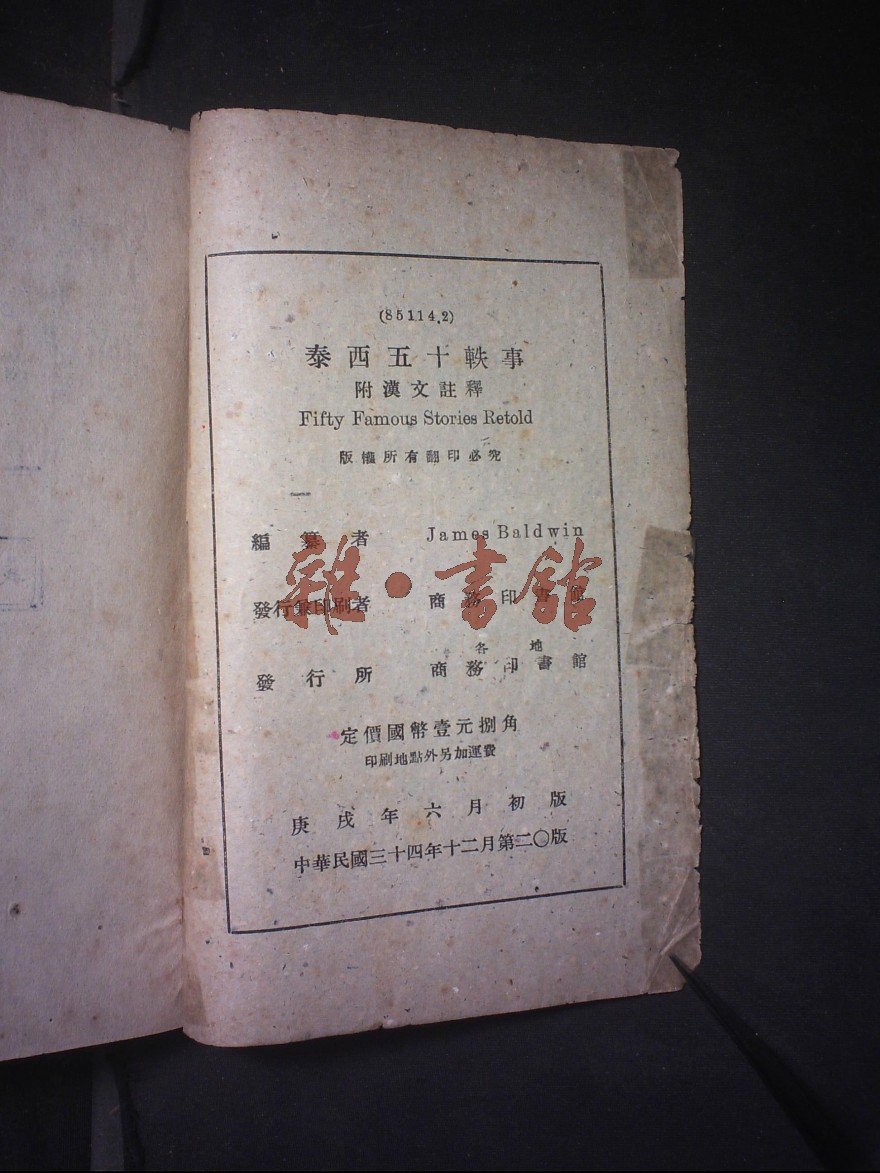 (85114.2)
泰西五十軼事
附漢文註釋
Fifty Famous Stories Retold
版權所有翻印必究
編纂者 James Baldwin
發行兼印刷者 商務印書館
各地
發行所 商務印書館
定價國幣壹元捌角
印刷地點外另加運費
庚戌年六月初版
中華民國三十四年十二月第二〇版
雜·書館